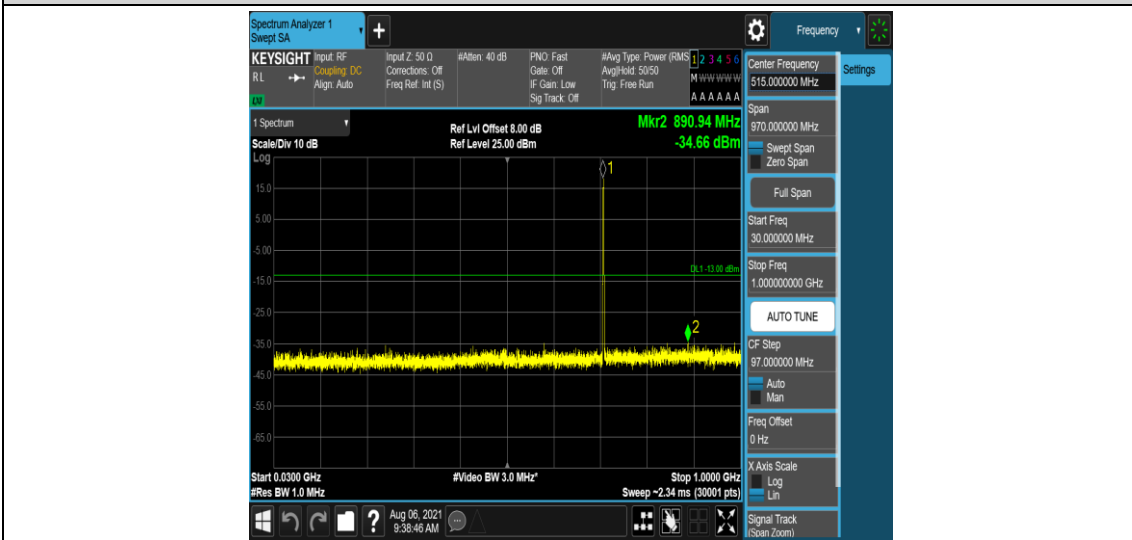 Spectrum Analyzer 1
Swept SA
+
Frequency
KEYSIGHT
RL
LXI
Input: RF
Coupling: DC
Align: Auto
Input Z: 50 Ω
Corrections: Off
Freq Ref: Int (S)
#Atten: 40 dB
PNO: Fast
Gate: Off
IF Gain: Low
Sig Track: Off
#Avg Type: Power (RMS
Avg|Hold: 50/50
Trig: Free Run
1 2 3 4 5 6
M W W W W W
A A A A A A
Center Frequency
515.000000 MHz
Settings
1 Spectrum
Scale/Div 10 dB
Log
Ref Lvl Offset 8.00 dB
Ref Level 25.00 dBm
Mkr2 890.94 MHz
-34.66 dBm
1
15.0
5.00
-5.00
DL1 -13.00 dBm
-15.0
-25.0
2
-35.0
-45.0
-55.0
-65.0
Start 0.0300 GHz
#Res BW 1.0 MHz
#Video BW 3.0 MHz*
Stop 1.0000 GHz
Sweep ~2.34 ms (30001 pts)
Span
970.000000 MHz
Swept Span
Zero Span
Full Span
Start Freq
30.000000 MHz
Stop Freq
1.000000000 GHz
AUTO TUNE
CF Step
97.000000 MHz
Auto
Man
Freq Offset
0 Hz
X Axis Scale
Log
Lin
Signal Track
(Span Zoom)
?
Aug 06, 2021
9:38:46 AM